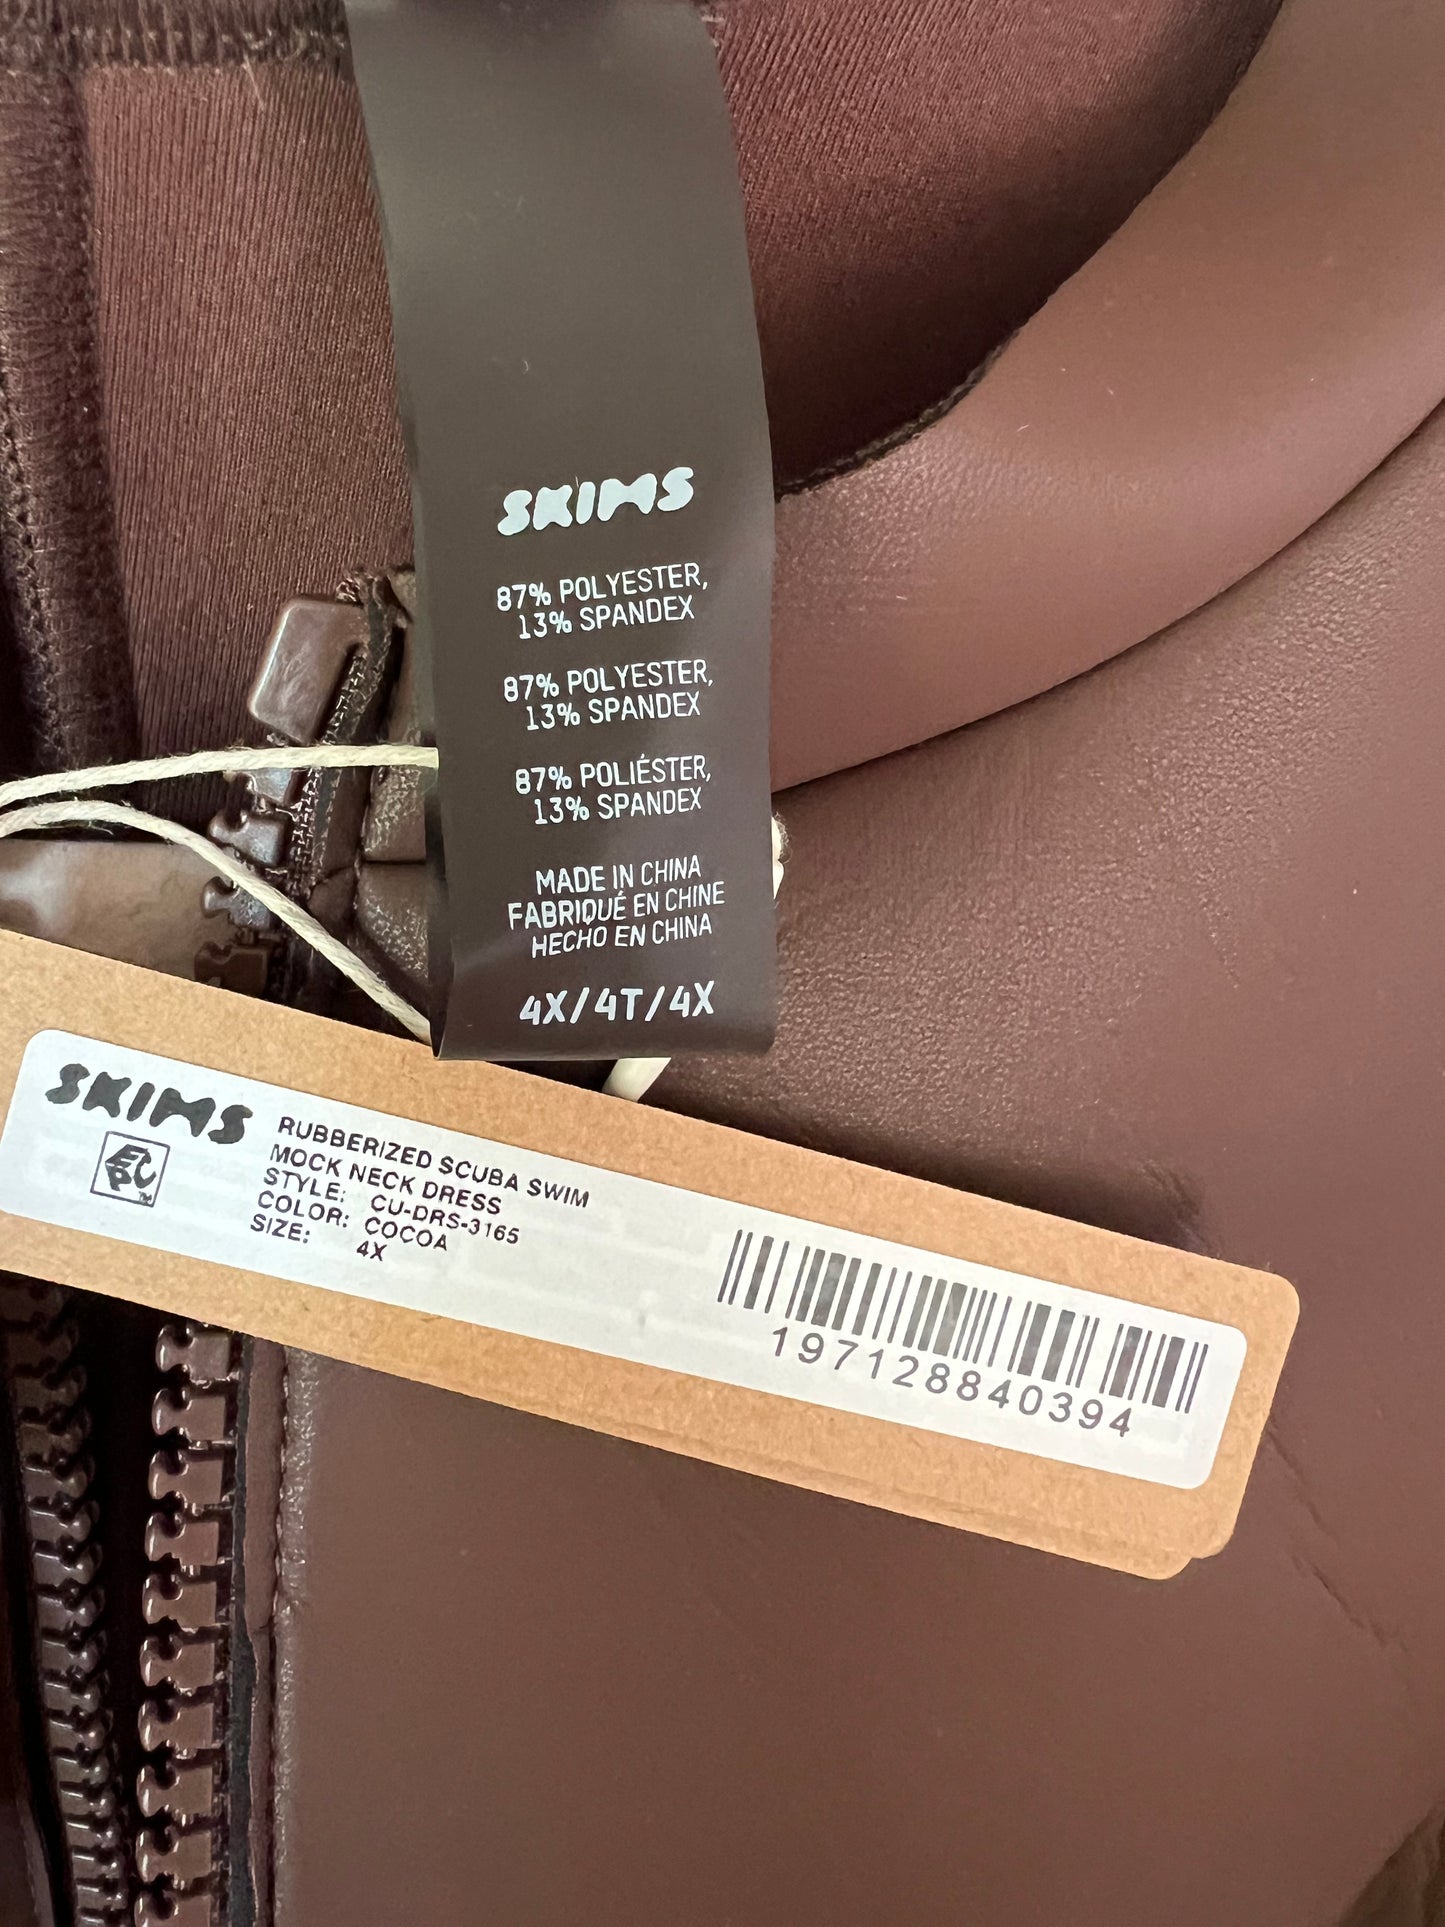 SKIMS
87% POLYESTER,
13% SPANDEX
87% POLYESTER,
13% SPANDEX
87% POLIÉSTER,
13% SPANDEX
MADE IN CHINA
FABRIQUÉ EN CHINE
HECHO EN CHINA
4X/4T/4X
SKIMS
EPC™
RUBBERIZED SCUBA SWIM
MOCK NECK DRESS
STYLE: CU-DRS-3165
COLOR: COCOA
SIZE: 4X
197128840394